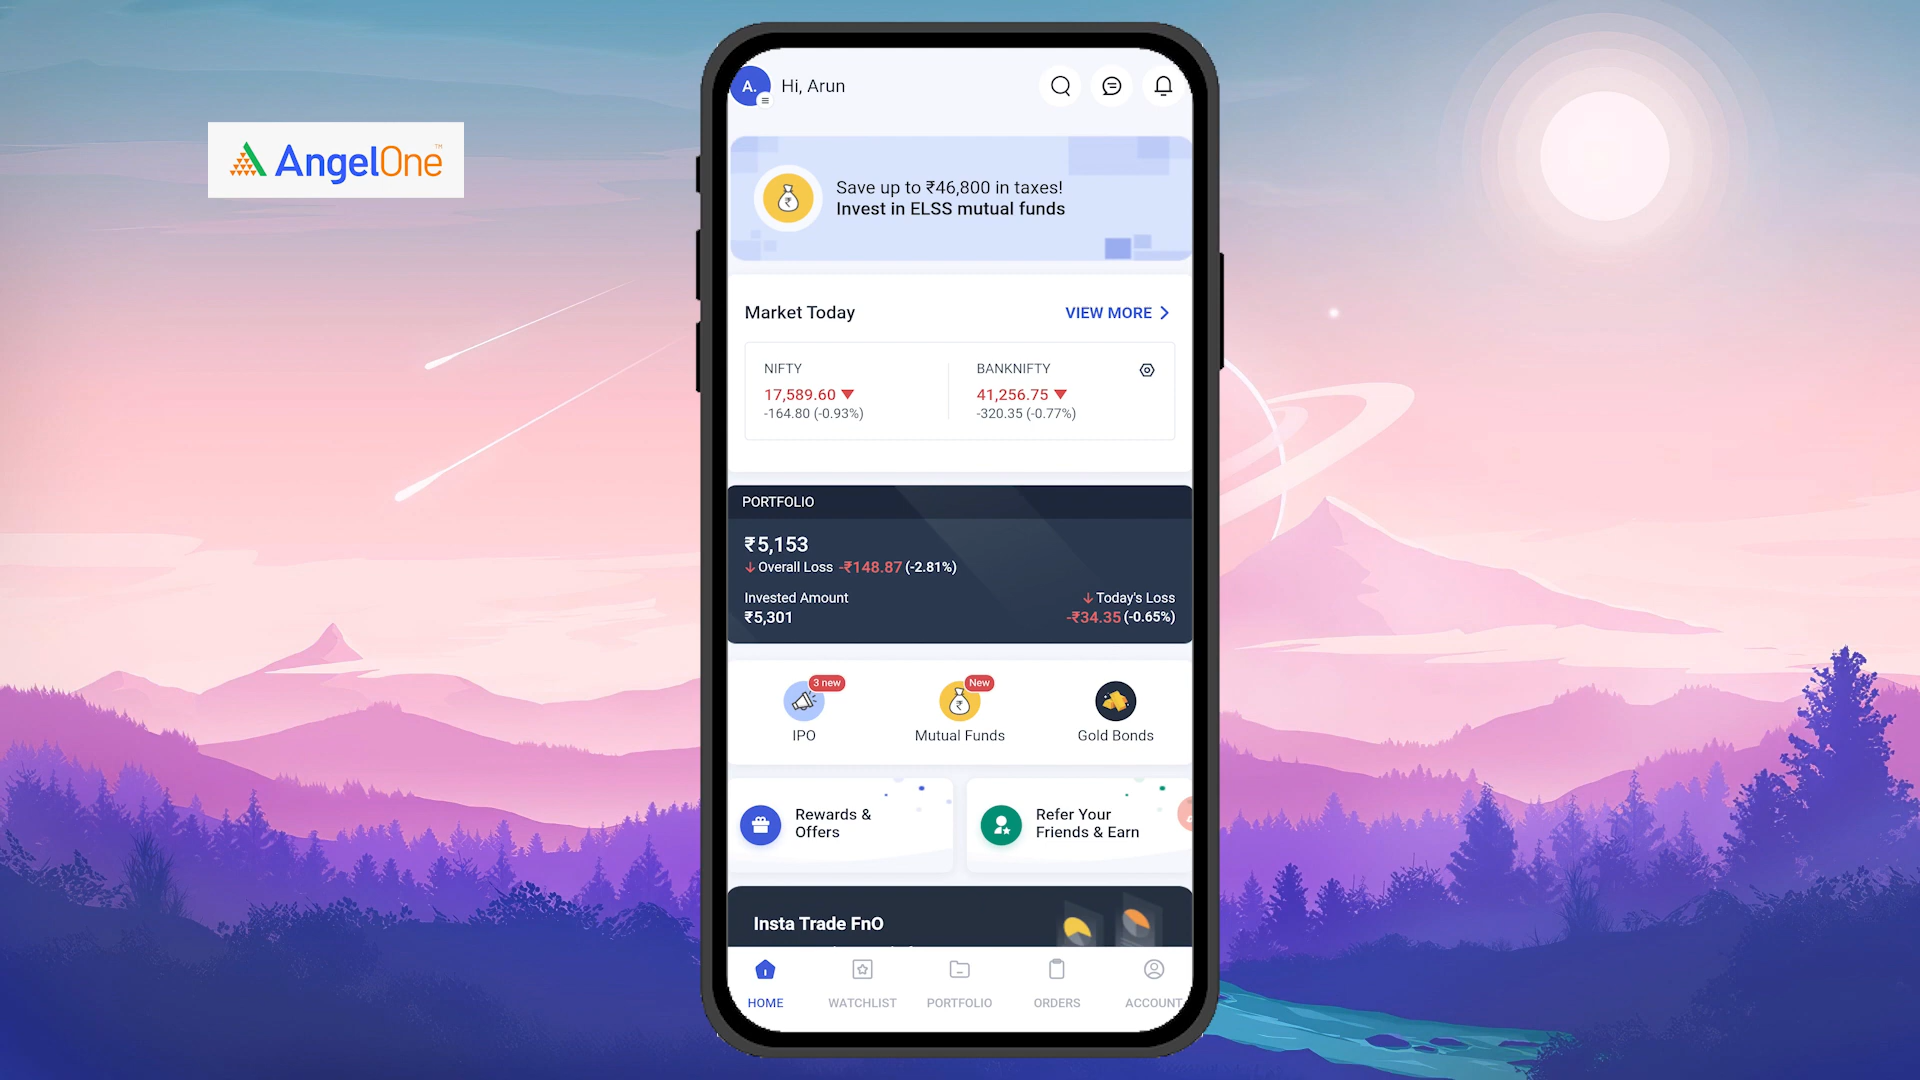 AngelOne™
A.
Hi, Arun
Save up to ₹46,800 in taxes!
Invest in ELSS mutual funds
Market Today
VIEW MORE
NIFTY
17,589.60
-164.80 (-0.93%)
BANKNIFTY
41,256.75
-320.35 (-0.77%)
PORTFOLIO
₹5,153
Overall Loss -₹148.87 (-2.81%)
Invested Amount
₹5,301
Today's Loss
-₹34.35 (-0.65%)
3 new
IPO
New
Mutual Funds
Gold Bonds
Rewards &
Offers
Refer Your
Friends & Earn
Insta Trade FnO
HOME
WATCHLIST
PORTFOLIO
ORDERS
ACCOUNT